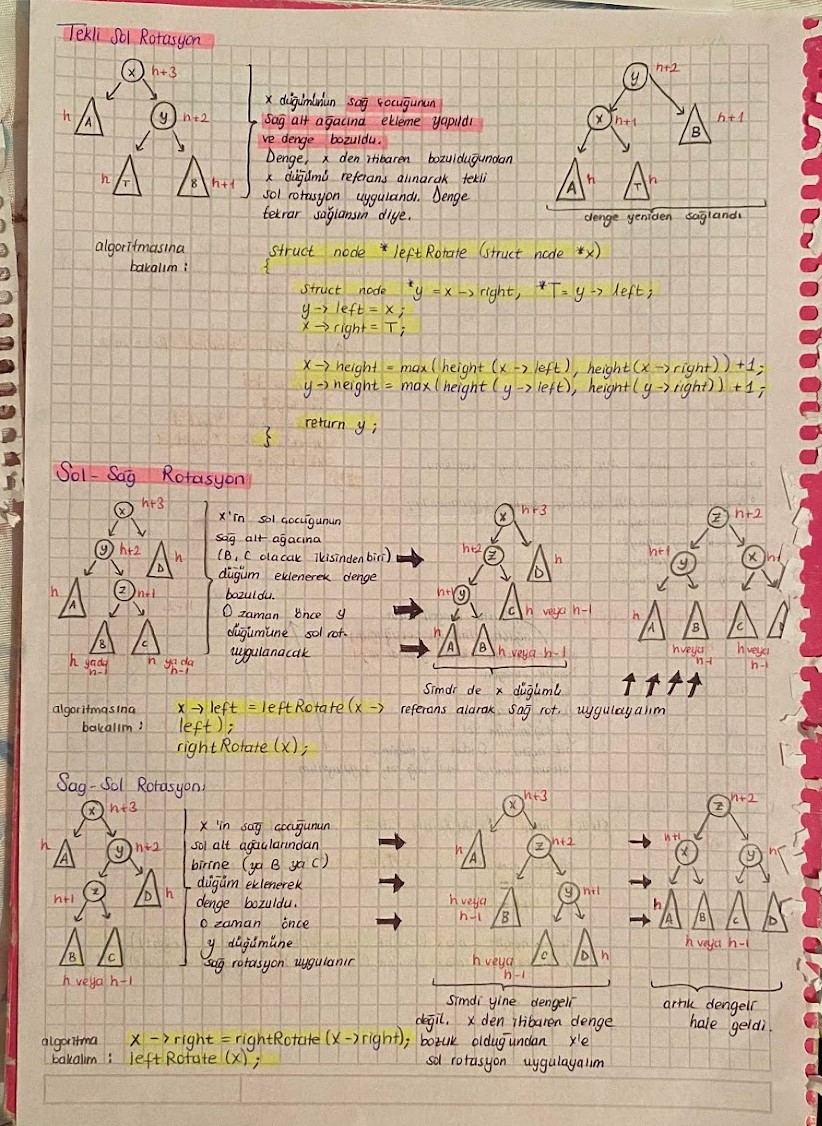 Tekli Sol Rotasyon
x h+3
h A y h+2
h T B h+1
x düğümünün sağ çocuğunun
sağ alt ağacına ekleme yapıldı
ve denge bozuldu.
Denge, x den itibaren bozulduğundan
x düğümü referans alınarak tekli
sol rotasyon uygulandı. Denge
tekrar sağlansın diye.
y h+2
x h+1 B h+1
A h T h
denge yeniden sağlandı
algoritmasına
bakalım :
struct node * leftRotate (struct node *x)
{
struct node *y = x -> right, *T = y -> left;
y -> left = x;
x -> right = T;
x -> height = max(height (x -> left), height(x -> right)) +1;
y -> height = max(height (y -> left), height(y -> right)) +1;
return y;
}
Sol-Sağ Rotasyon
x h+3
y h+2 D h
h A z h+1
B C
h ya da h-1 h ya da h-1
x'in sol çocuğunun
sağ alt ağacına
(B, C olacak ikisinden biri)
düğüm eklenerek denge
bozuldu.
O zaman önce y
düğümüne sol rot.
uygulanacak
x h+3
h+2 z D h
h+1 y C h veya h-1
h A B h veya h-1
Şimdi de x düğümü
referans alarak sağ rot. uygulayalım
z h+2
h+1 y x
h A B C
h veya h-1 h veya h-1
algoritmasına
bakalım :
x -> left = leftRotate (x ->
left);
rightRotate (x);
Sag-Sol Rotasyon:
x h+3
h A y h+2
h+1 z D h
B C
h veya h-1
x 'in sağ çocuğunun
sol alt ağaçlarından
birine (ya B ya C)
düğüm eklenerek
denge bozuldu.
O zaman önce
y düğümüne
sağ rotasyon uygulanır
x h+3
h A z h+2
h veya h-1 B y h+1
h veya h-1 C D h
Şimdi yine dengeli
değil. x den itibaren denge
bozuk olduğundan x'e
sol rotasyon uygulayalım
z h+2
h+1 x y
h A B C D
h veya h-1
artık dengeli
hale geldi.
algoritma
bakalım :
x -> right = rightRotate (x -> right);
leftRotate (x);